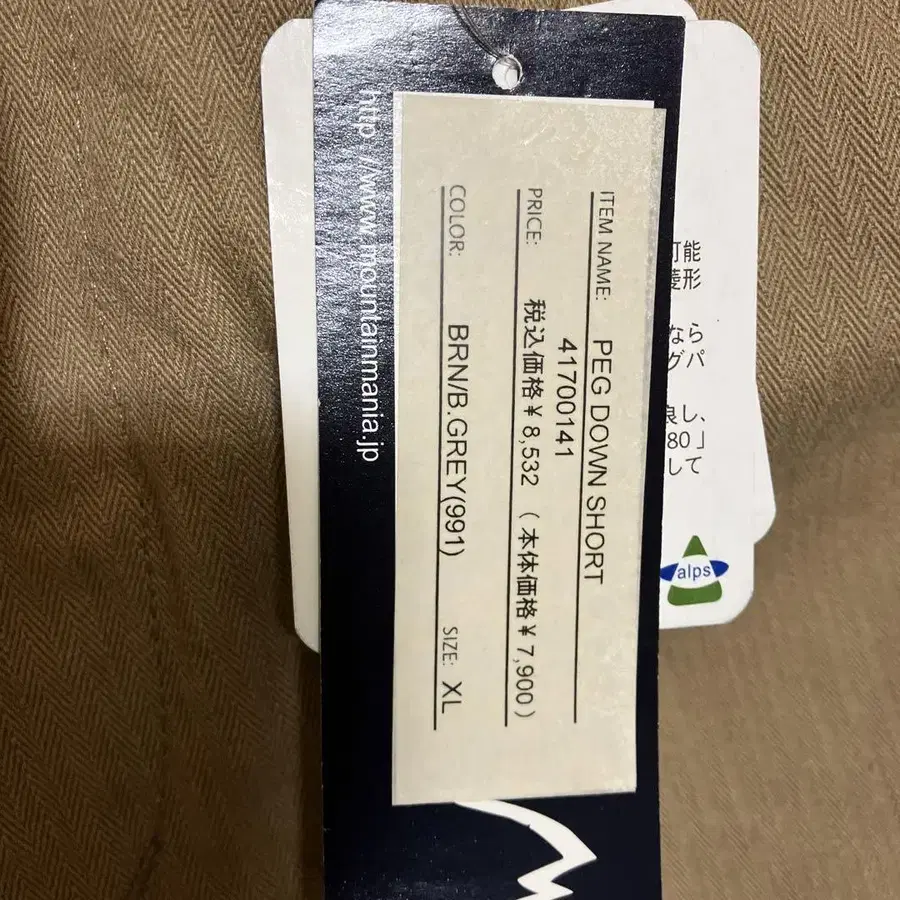 ITEM NAME: PEG DOWN SHORT
41700141
PRICE: 税込価格¥8,532 (本体価格¥7,900)
COLOR: BRN/B.GREY(991) SIZE: XL
http://www.mountainmania.jp
可能
菱形
なら
グパ
良し、
80」
して
alps